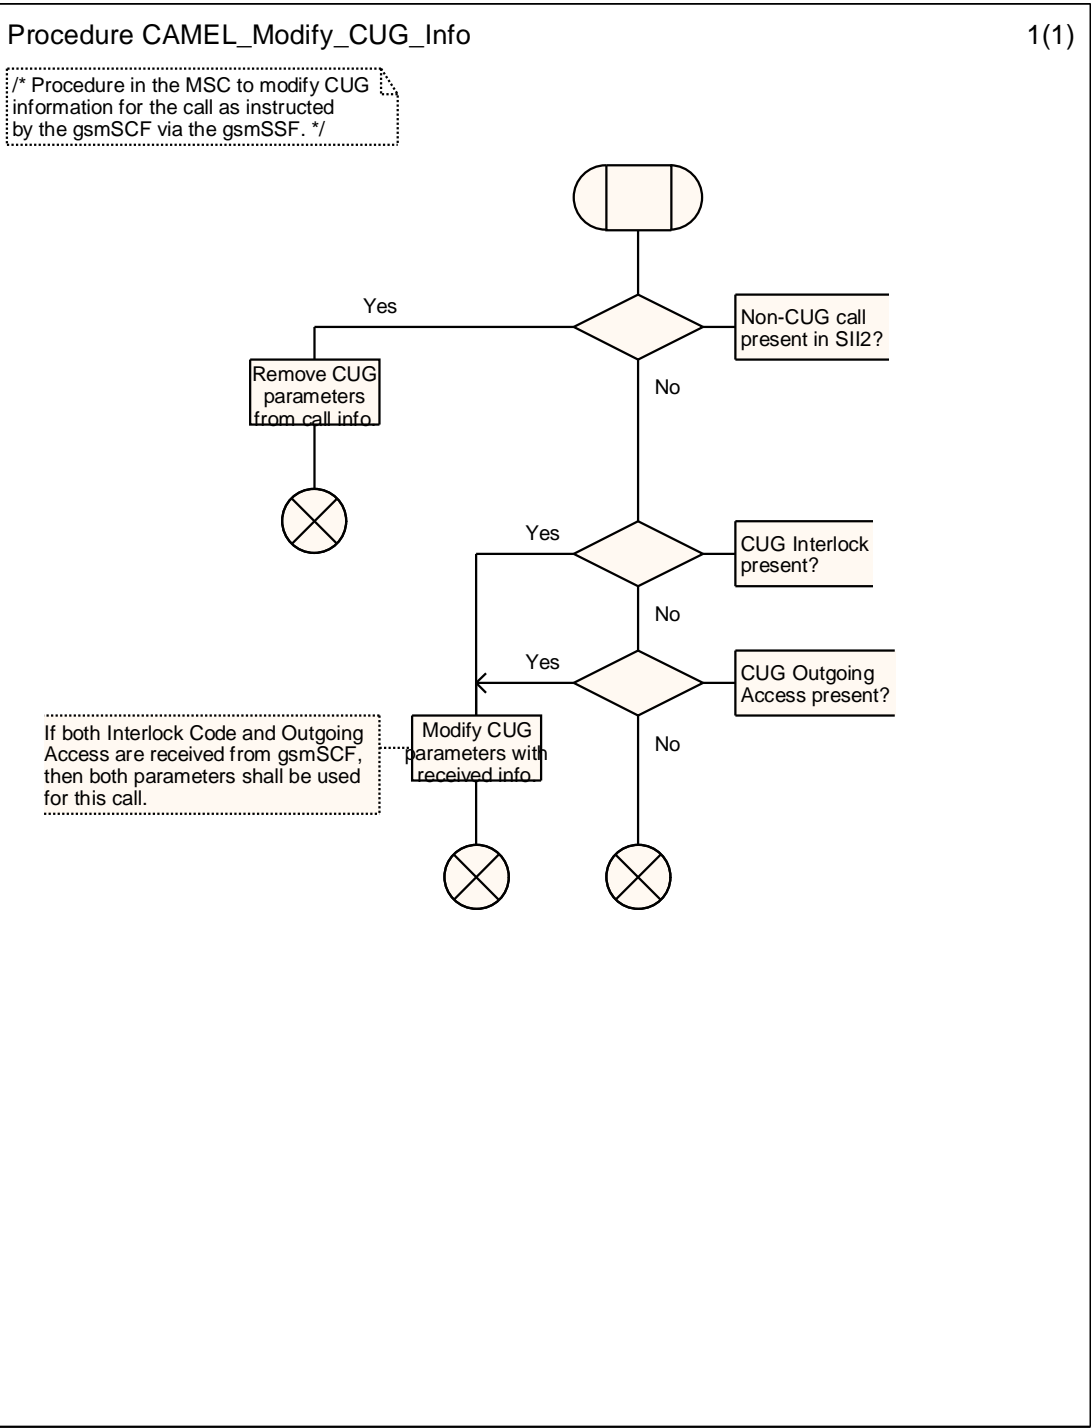 Procedure CAMEL_Modify_CUG_Info
1(1)
/* Procedure in the MSC to modify CUG
information for the call as instructed
by the gsmSCF via the gsmSSF. */
Yes
Non-CUG call
present in SII2?
No
Remove CUG
parameters
from call info.
Yes
CUG Interlock
present?
No
Yes
CUG Outgoing
Access present?
No
If both Interlock Code and Outgoing
Access are received from gsmSCF,
then both parameters shall be used
for this call.
Modify CUG
parameters with
received info.